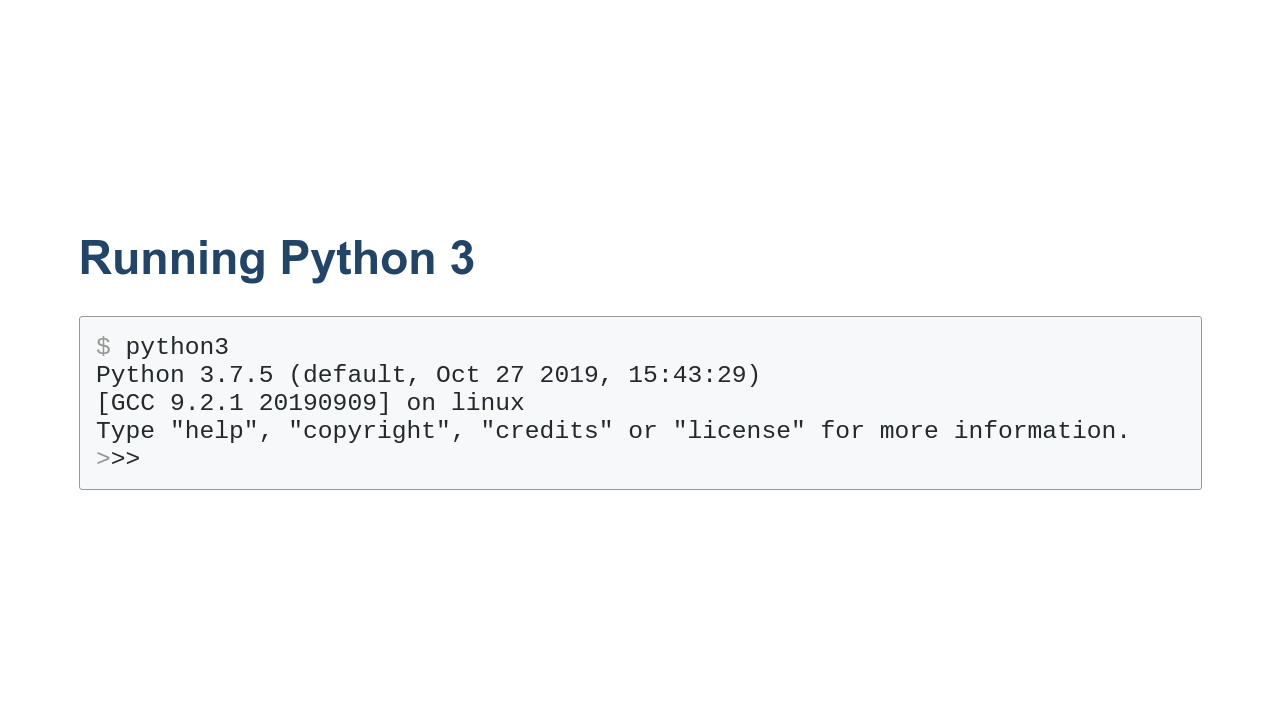 Running Python 3
$ python3
Python 3.7.5 (default, Oct 27 2019, 15:43:29)
[GCC 9.2.1 20190909] on linux
Type "help", "copyright", "credits" or "license" for more information.
>>>